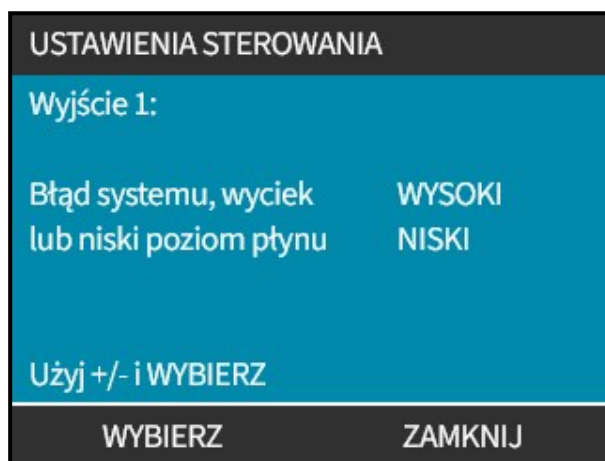 USTAWIENIA STEROWANIA
Wyjście 1:
Błąd systemu, wyciek WYSOKI
lub niski poziom płynu NISKI
Użyj +/- i WYBIERZ
WYBIERZ ZAMKNIJ